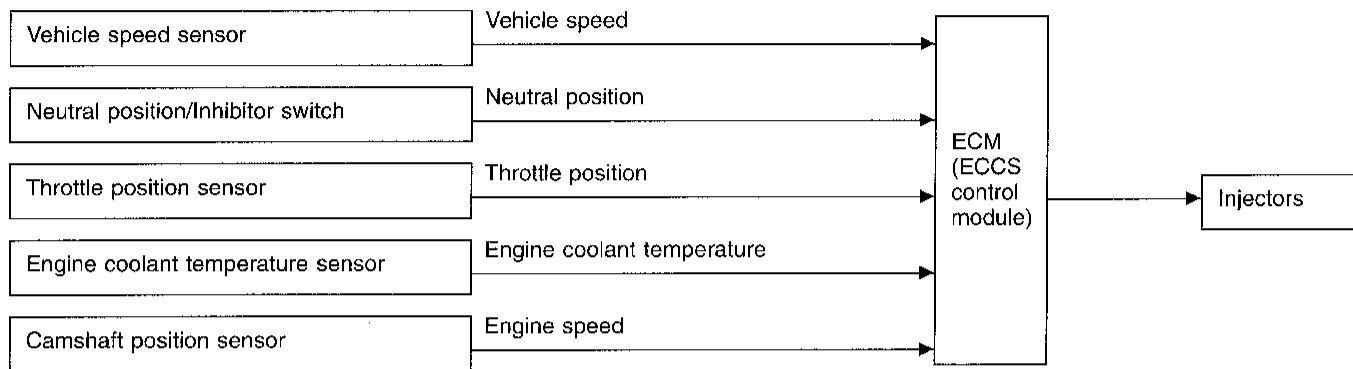 Vehicle speed sensor
Vehicle speed
Neutral position/Inhibitor switch
Neutral position
Throttle position sensor
Throttle position
Engine coolant temperature sensor
Engine coolant temperature
Camshaft position sensor
Engine speed
ECM
(ECCS
control
module)
Injectors